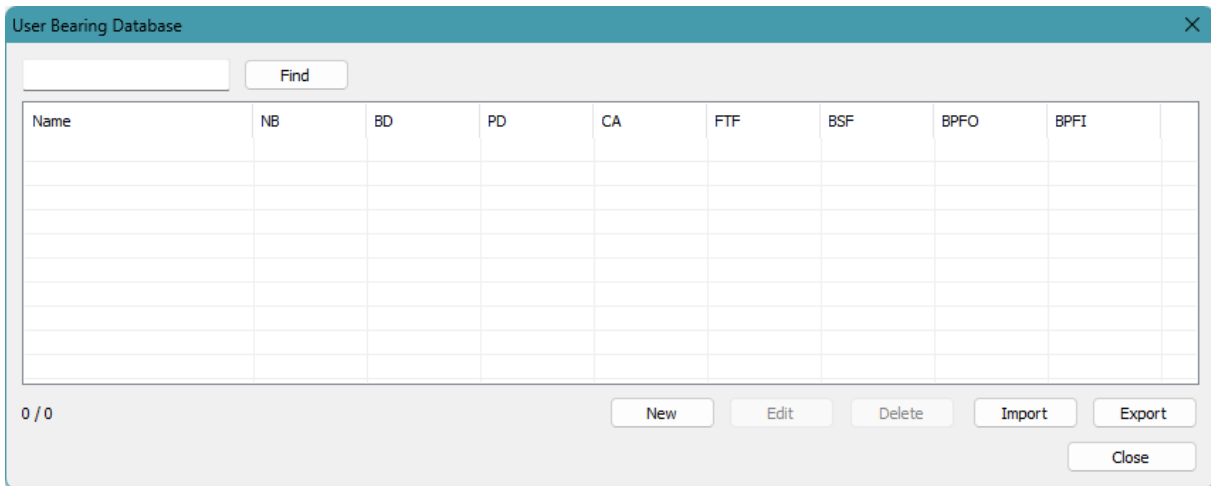 User Bearing Database
Find
Name NB BD PD CA FTF BSF BPFO BPFI
0 / 0 New Edit Delete Import Export
Close